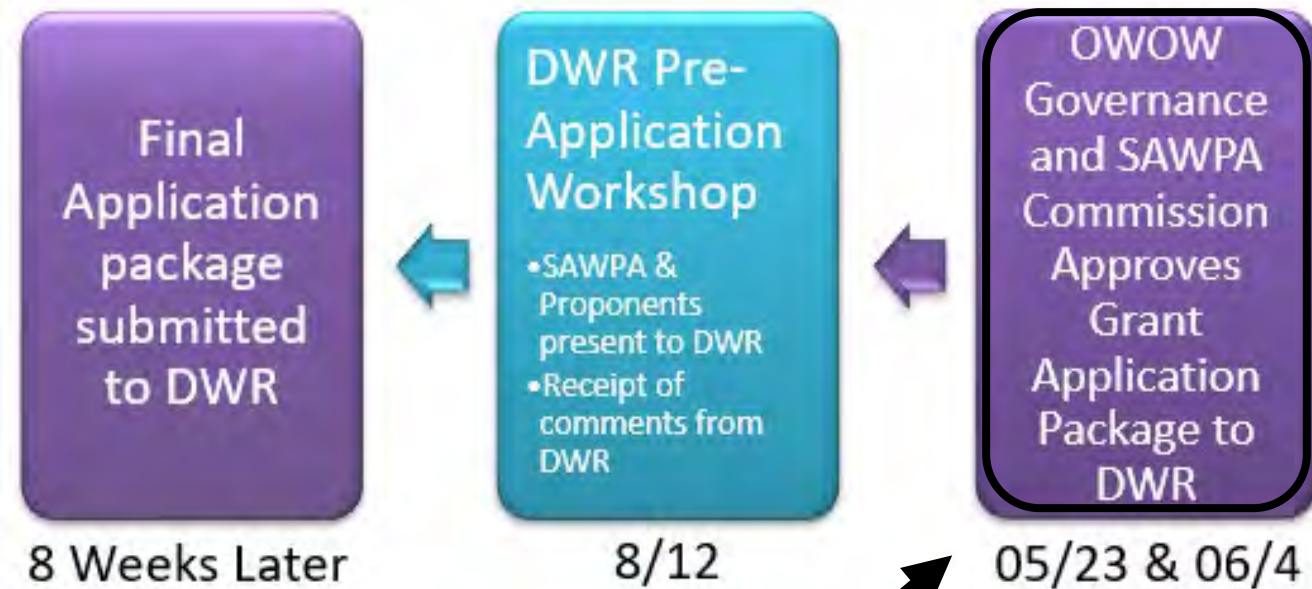 Final
Application
package
submitted
to DWR
8 Weeks Later
DWR Pre-
Application
Workshop
•SAWPA &
Proponents
present to DWR
•Receipt of
comments from
DWR
8/12
OWOW
Governance
and SAWPA
Commission
Approves
Grant
Application
Package to
DWR
05/23 & 06/4